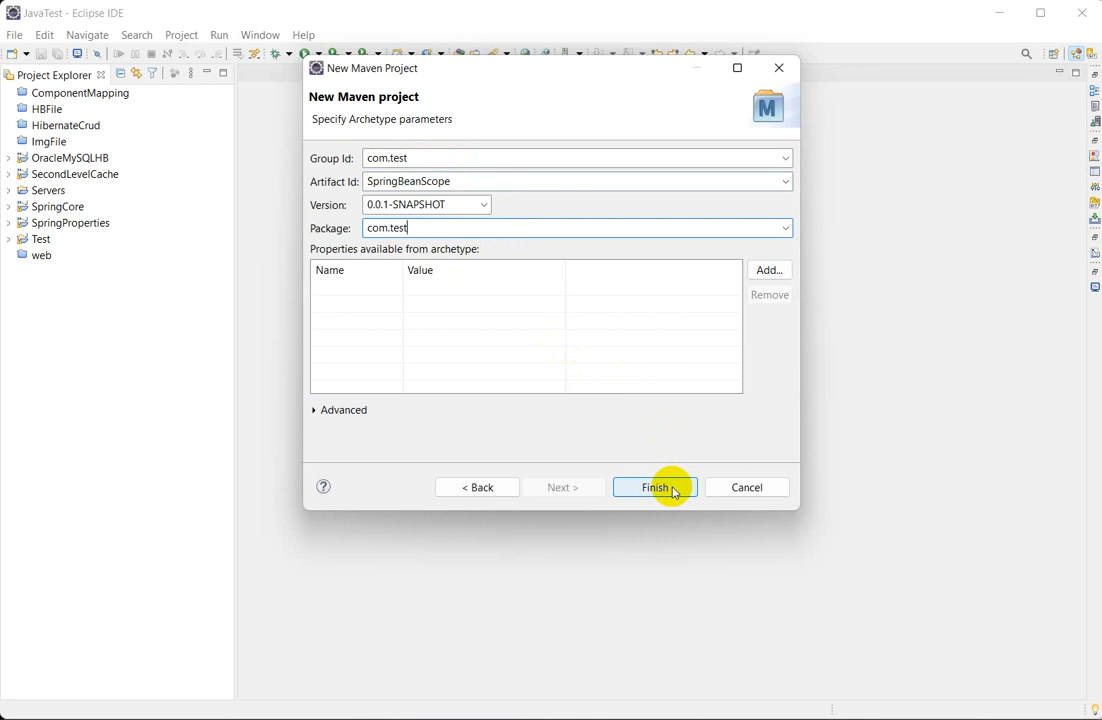 JavaTest - Eclipse IDE
File Edit Navigate Search Project Run Window Help
Project Explorer
ComponentMapping
HBFile
HibernateCrud
ImgFile
OracleMySQLHB
SecondLevelCache
Servers
SpringCore
SpringProperties
Test
web
New Maven Project
New Maven project
Specify Archetype parameters
M
Group Id: com.test
Artifact Id: SpringBeanScope
Version: 0.0.1-SNAPSHOT
Package: com.test
Properties available from archetype:
Name Value
Add...
Remove
Advanced
? < Back Next > Finish Cancel